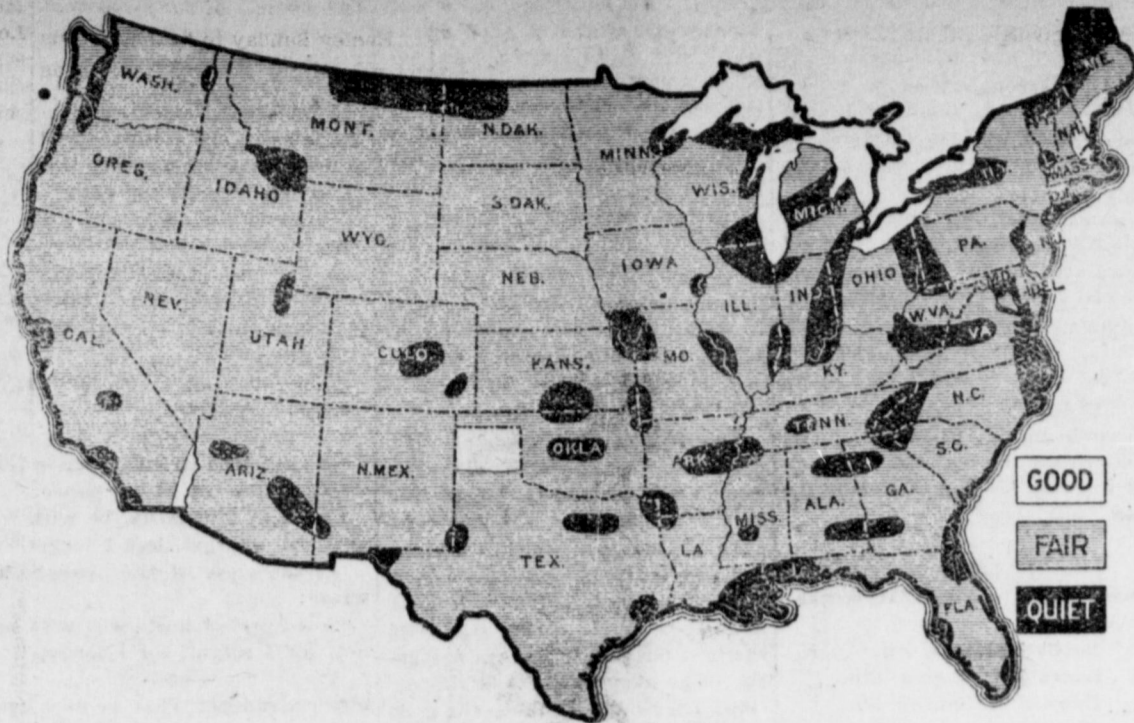 WASH.
MONT.
N.DAK.
MINN.
ME.
OREG.
IDAHO
WIS.
N.H.
MASS.
S.DAK.
MICH.
WYO.
IOWA
PA.
NEB.
OHIO
NEV.
ILL.
IND.
MD.
DEL.
W.VA.
CAL.
UTAH
COLO
KANS.
MO.
VA.
KY.
N.C.
TENN.
OKLA
ARK.
S.C.
ARIZ.
N.MEX.
GA.
ALA.
MISS.
TEX.
LA
FLA.
GOOD
FAIR
QUIET